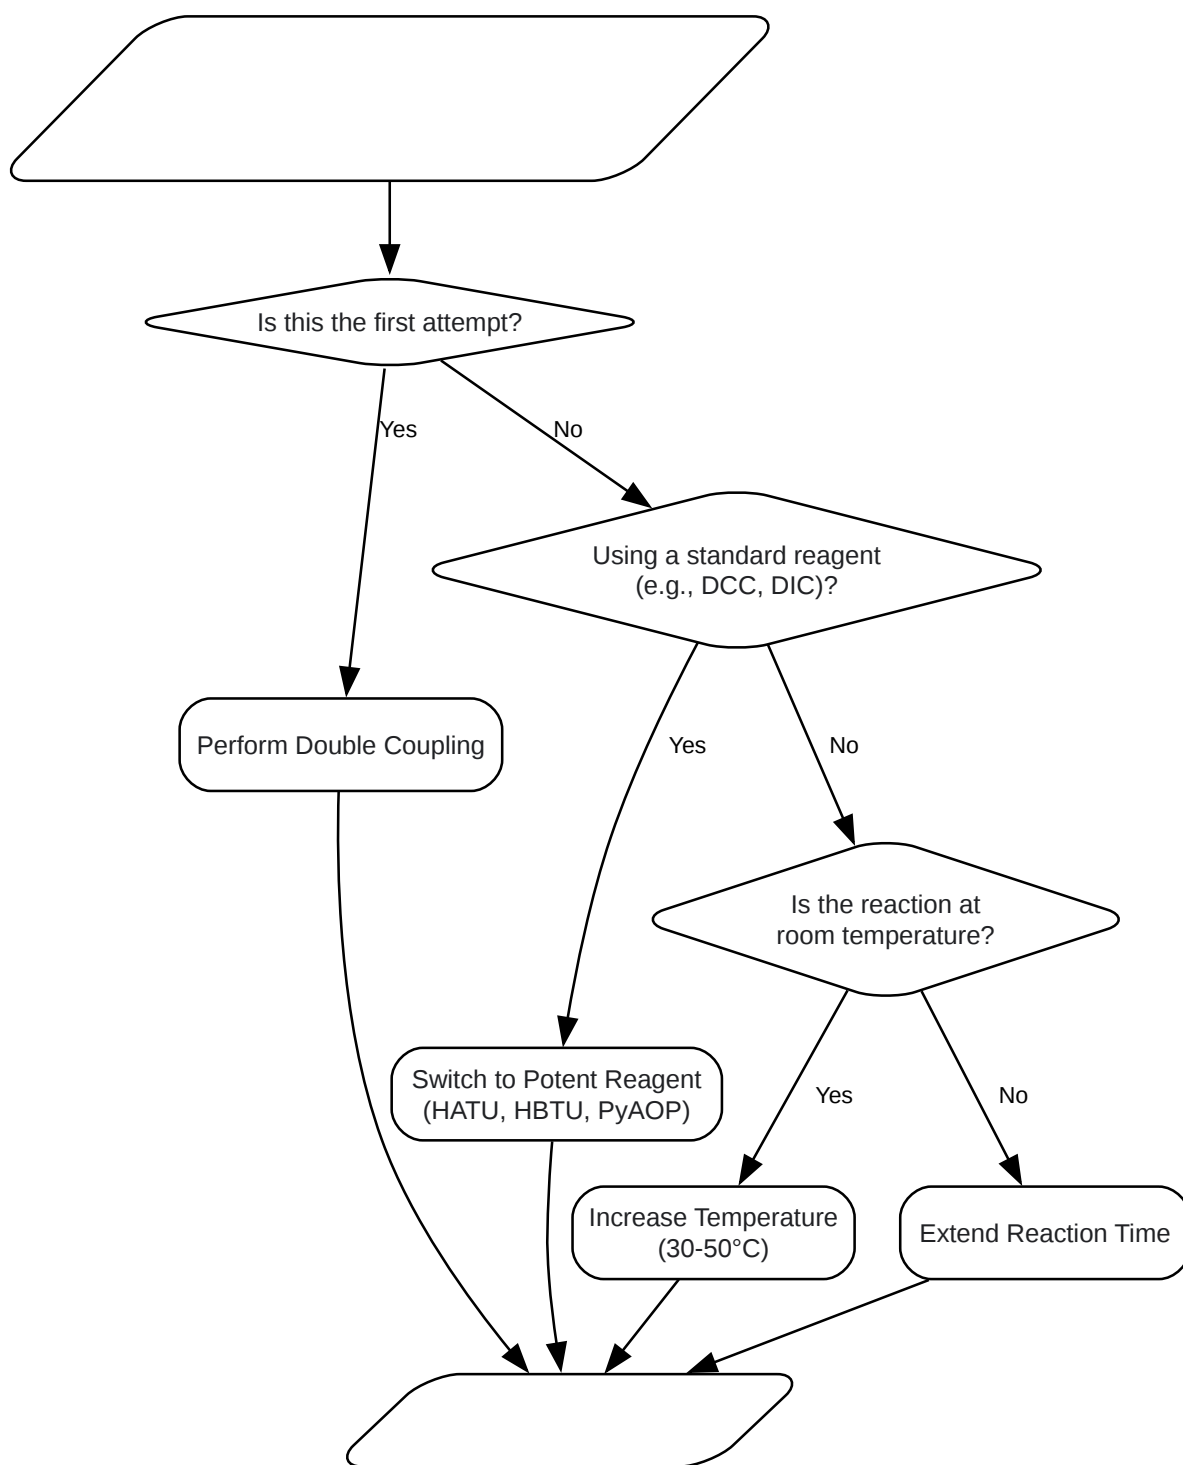 Is this the first attempt?
Yes
No
Using a standard reagent
(e.g., DCC, DIC)?
Perform Double Coupling
Yes
No
Is the reaction at
room temperature?
Switch to Potent Reagent
(HATU, HBTU, PyAOP)
Yes
No
Increase Temperature
(30-50°C)
Extend Reaction Time